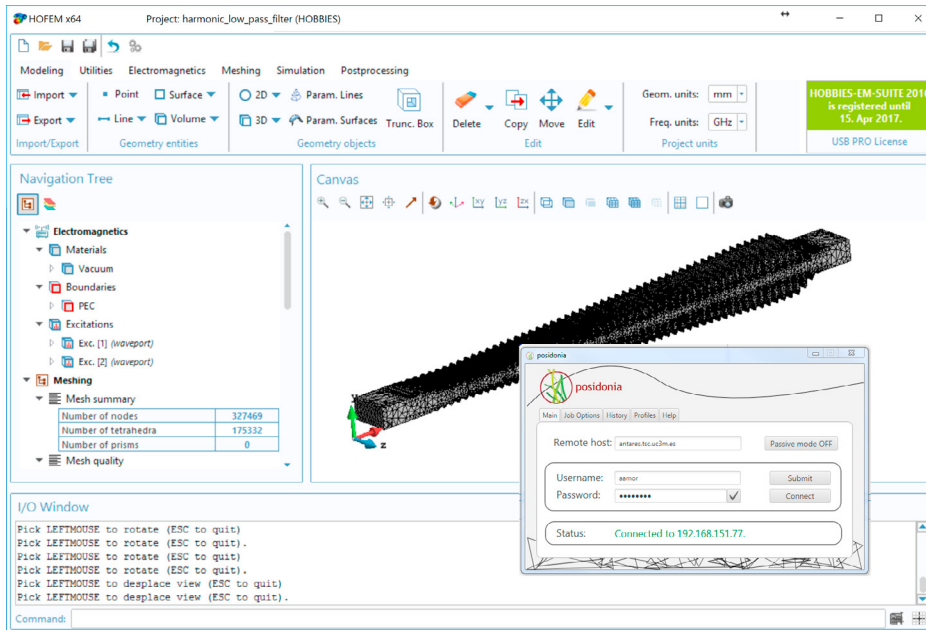 HOFEM x64 Project: harmonic_low_pass_filter (HOBBIES)
Modeling Utilities Electromagnetics Meshing Simulation Postprocessing
Import Point Surface 2D Param. Lines Geom. units: mm HOBBIES-EM-SUITE 2016
is registered until
15. Apr 2017.
Export Line Volume 3D Param. Surfaces Trunc. Box Delete Copy Move Edit Freq. units: GHz
Import/Export Geometry entities Geometry objects Edit Project units USB PRO License
Navigation Tree
Canvas
xy yz zx
Electromagnetics
Materials
Vacuum
Boundaries
PEC
Excitations
Exc. [1] (waveport)
Exc. [2] (waveport)
Meshing
Mesh summary
Number of nodes 327469
Number of tetrahedra 175332
Number of prisms 0
Mesh quality
y
z
posidonia
posidonia
Main Job Options History Profiles Help
Remote host: antares.tsc.uc3m.es Passive mode OFF
Username: aamor Submit
Password: •••••••• Connect
Status: Connected to 192.168.151.77.
I/O Window
Pick LEFTMOUSE to rotate (ESC to quit)
Pick LEFTMOUSE to rotate (ESC to quit).
Pick LEFTMOUSE to rotate (ESC to quit)
Pick LEFTMOUSE to rotate (ESC to quit).
Pick LEFTMOUSE to desplace view (ESC to quit)
Pick LEFTMOUSE to desplace view (ESC to quit).
Command: